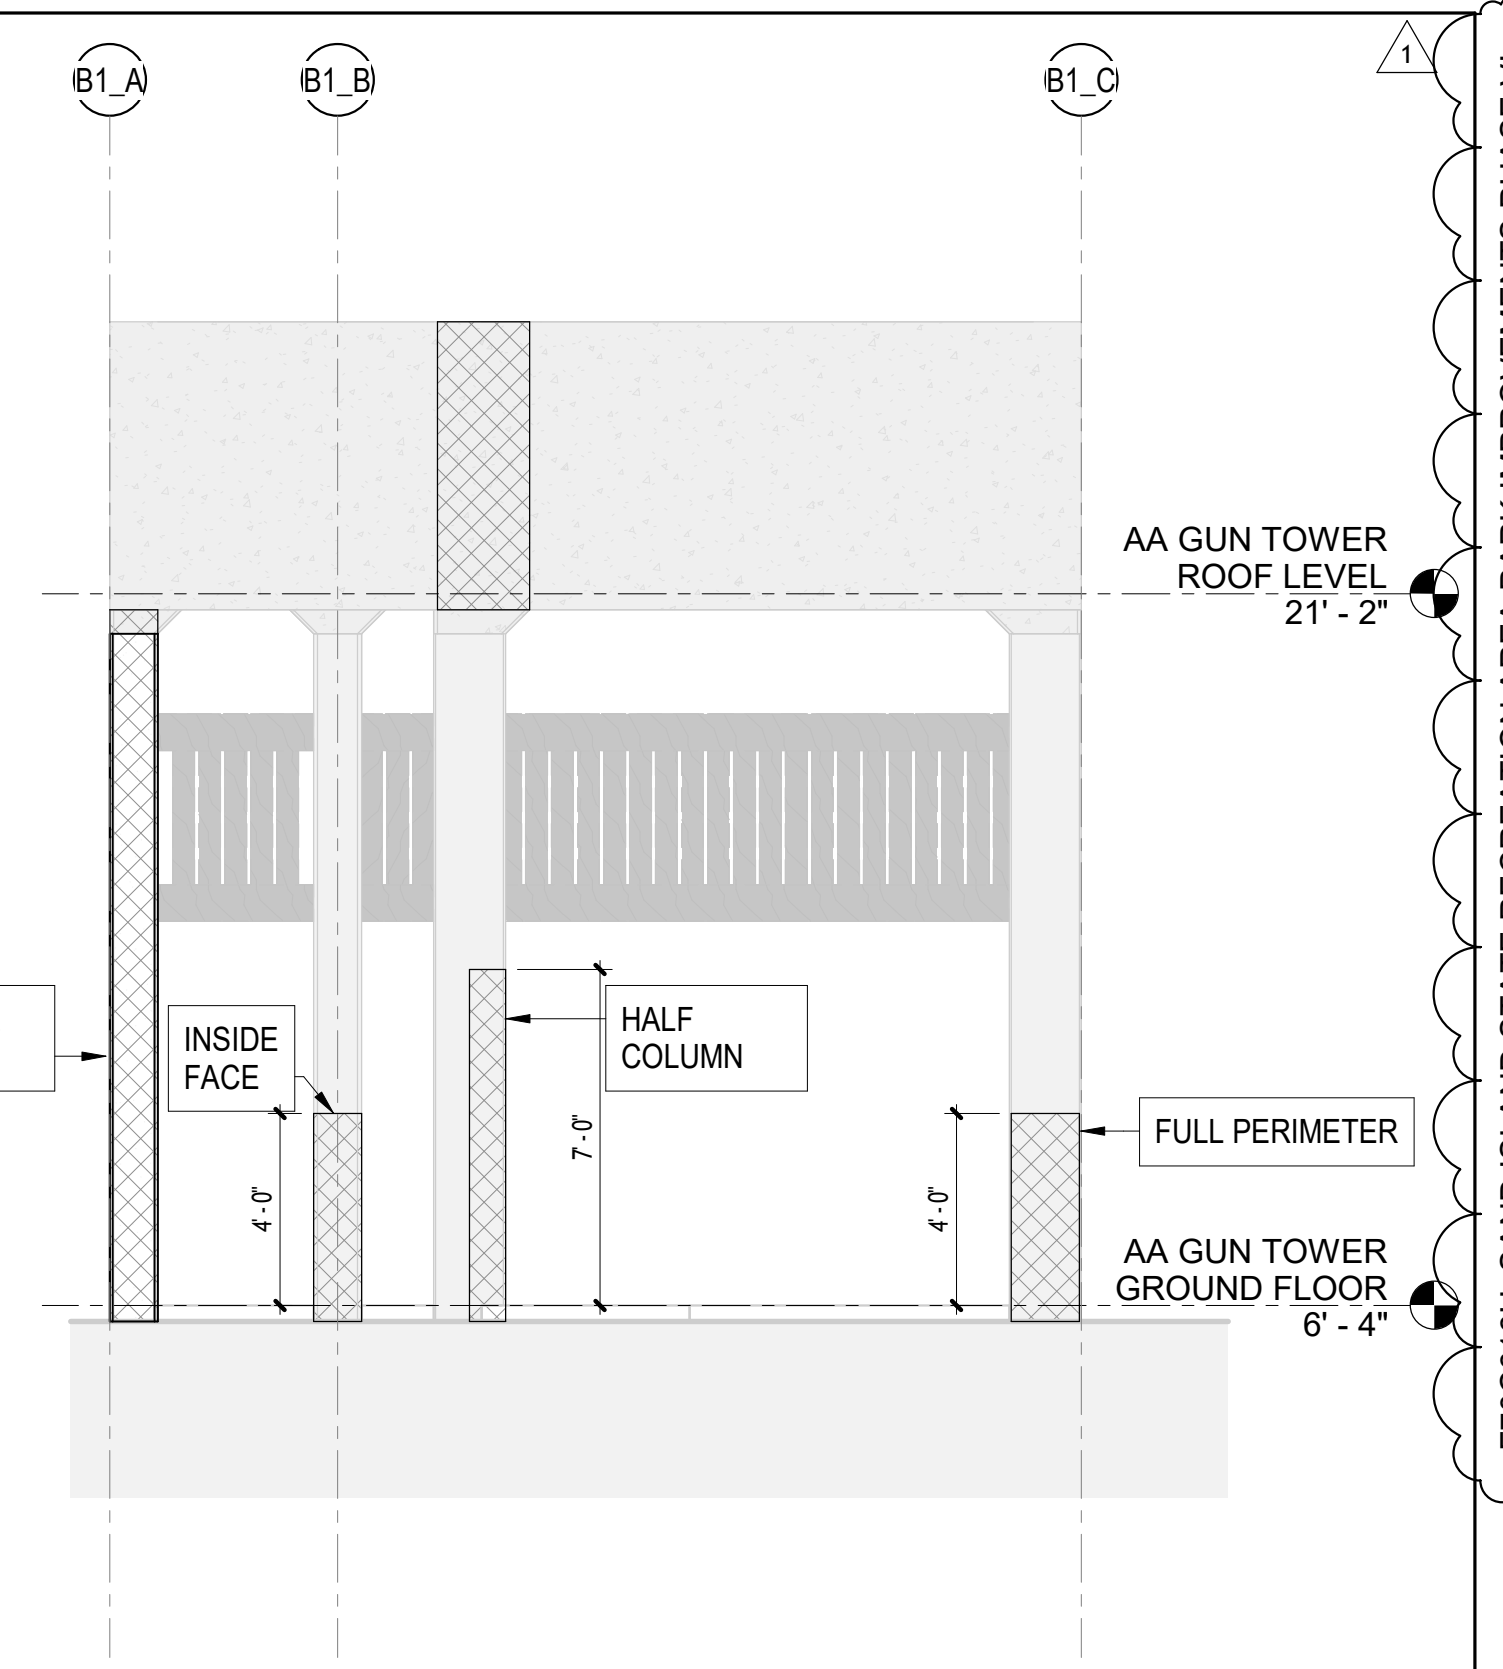 B1_A
B1_B
B1_C
1
AA GUN TOWER
ROOF LEVEL
21' - 2"
INSIDE
FACE
HALF
COLUMN
7' - 0"
4' - 0"
4' - 0"
FULL PERIMETER
AA GUN TOWER
GROUND FLOOR
6' - 4"